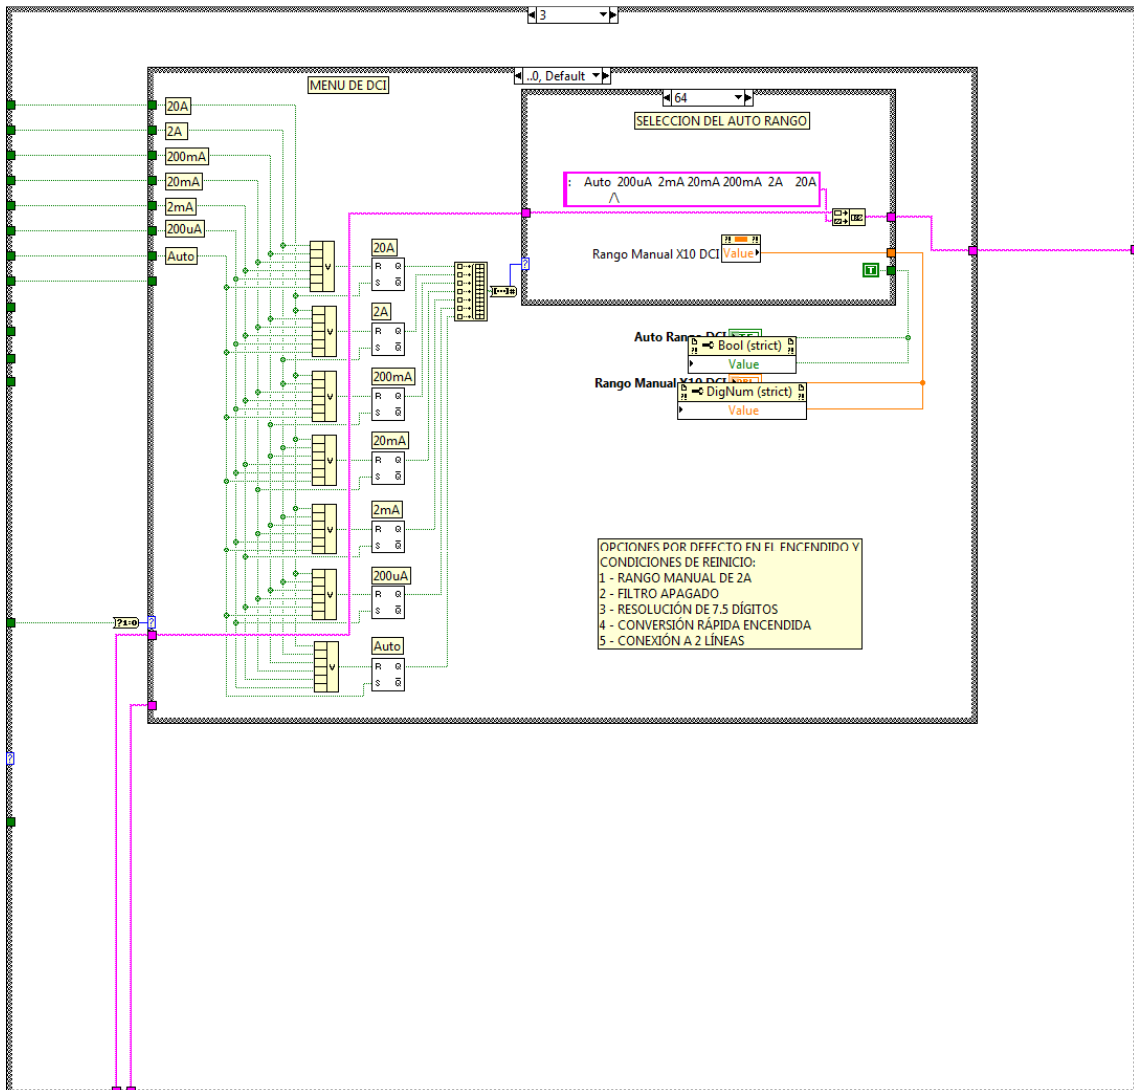 3
..0, Default
MENU DE DCI
64
SELECCION DEL AUTO RANGO
20A
2A
200mA
20mA
2mA
200uA
Auto
: Auto 200uA 2mA 20mA 200mA 2A 20A
/\
Rango Manual X10 DCI
Value
T
20A
R Q
S Q
2A
R Q
S Q
200mA
R Q
S Q
20mA
R Q
S Q
2mA
R Q
S Q
200uA
R Q
S Q
Auto
R Q
S Q
V
V
V
V
V
V
V
[...]#
?
Auto Rango DCI
Bool (strict)
Value
Rango Manual X10 DCI
DigNum (strict)
Value
OPCIONES POR DEFECTO EN EL ENCENDIDO Y
CONDICIONES DE REINICIO:
1 - RANGO MANUAL DE 2A
2 - FILTRO APAGADO
3 - RESOLUCIÓN DE 7.5 DÍGITOS
4 - CONVERSIÓN RÁPIDA ENCENDIDA
5 - CONEXIÓN A 2 LÍNEAS
?1:0
?
?